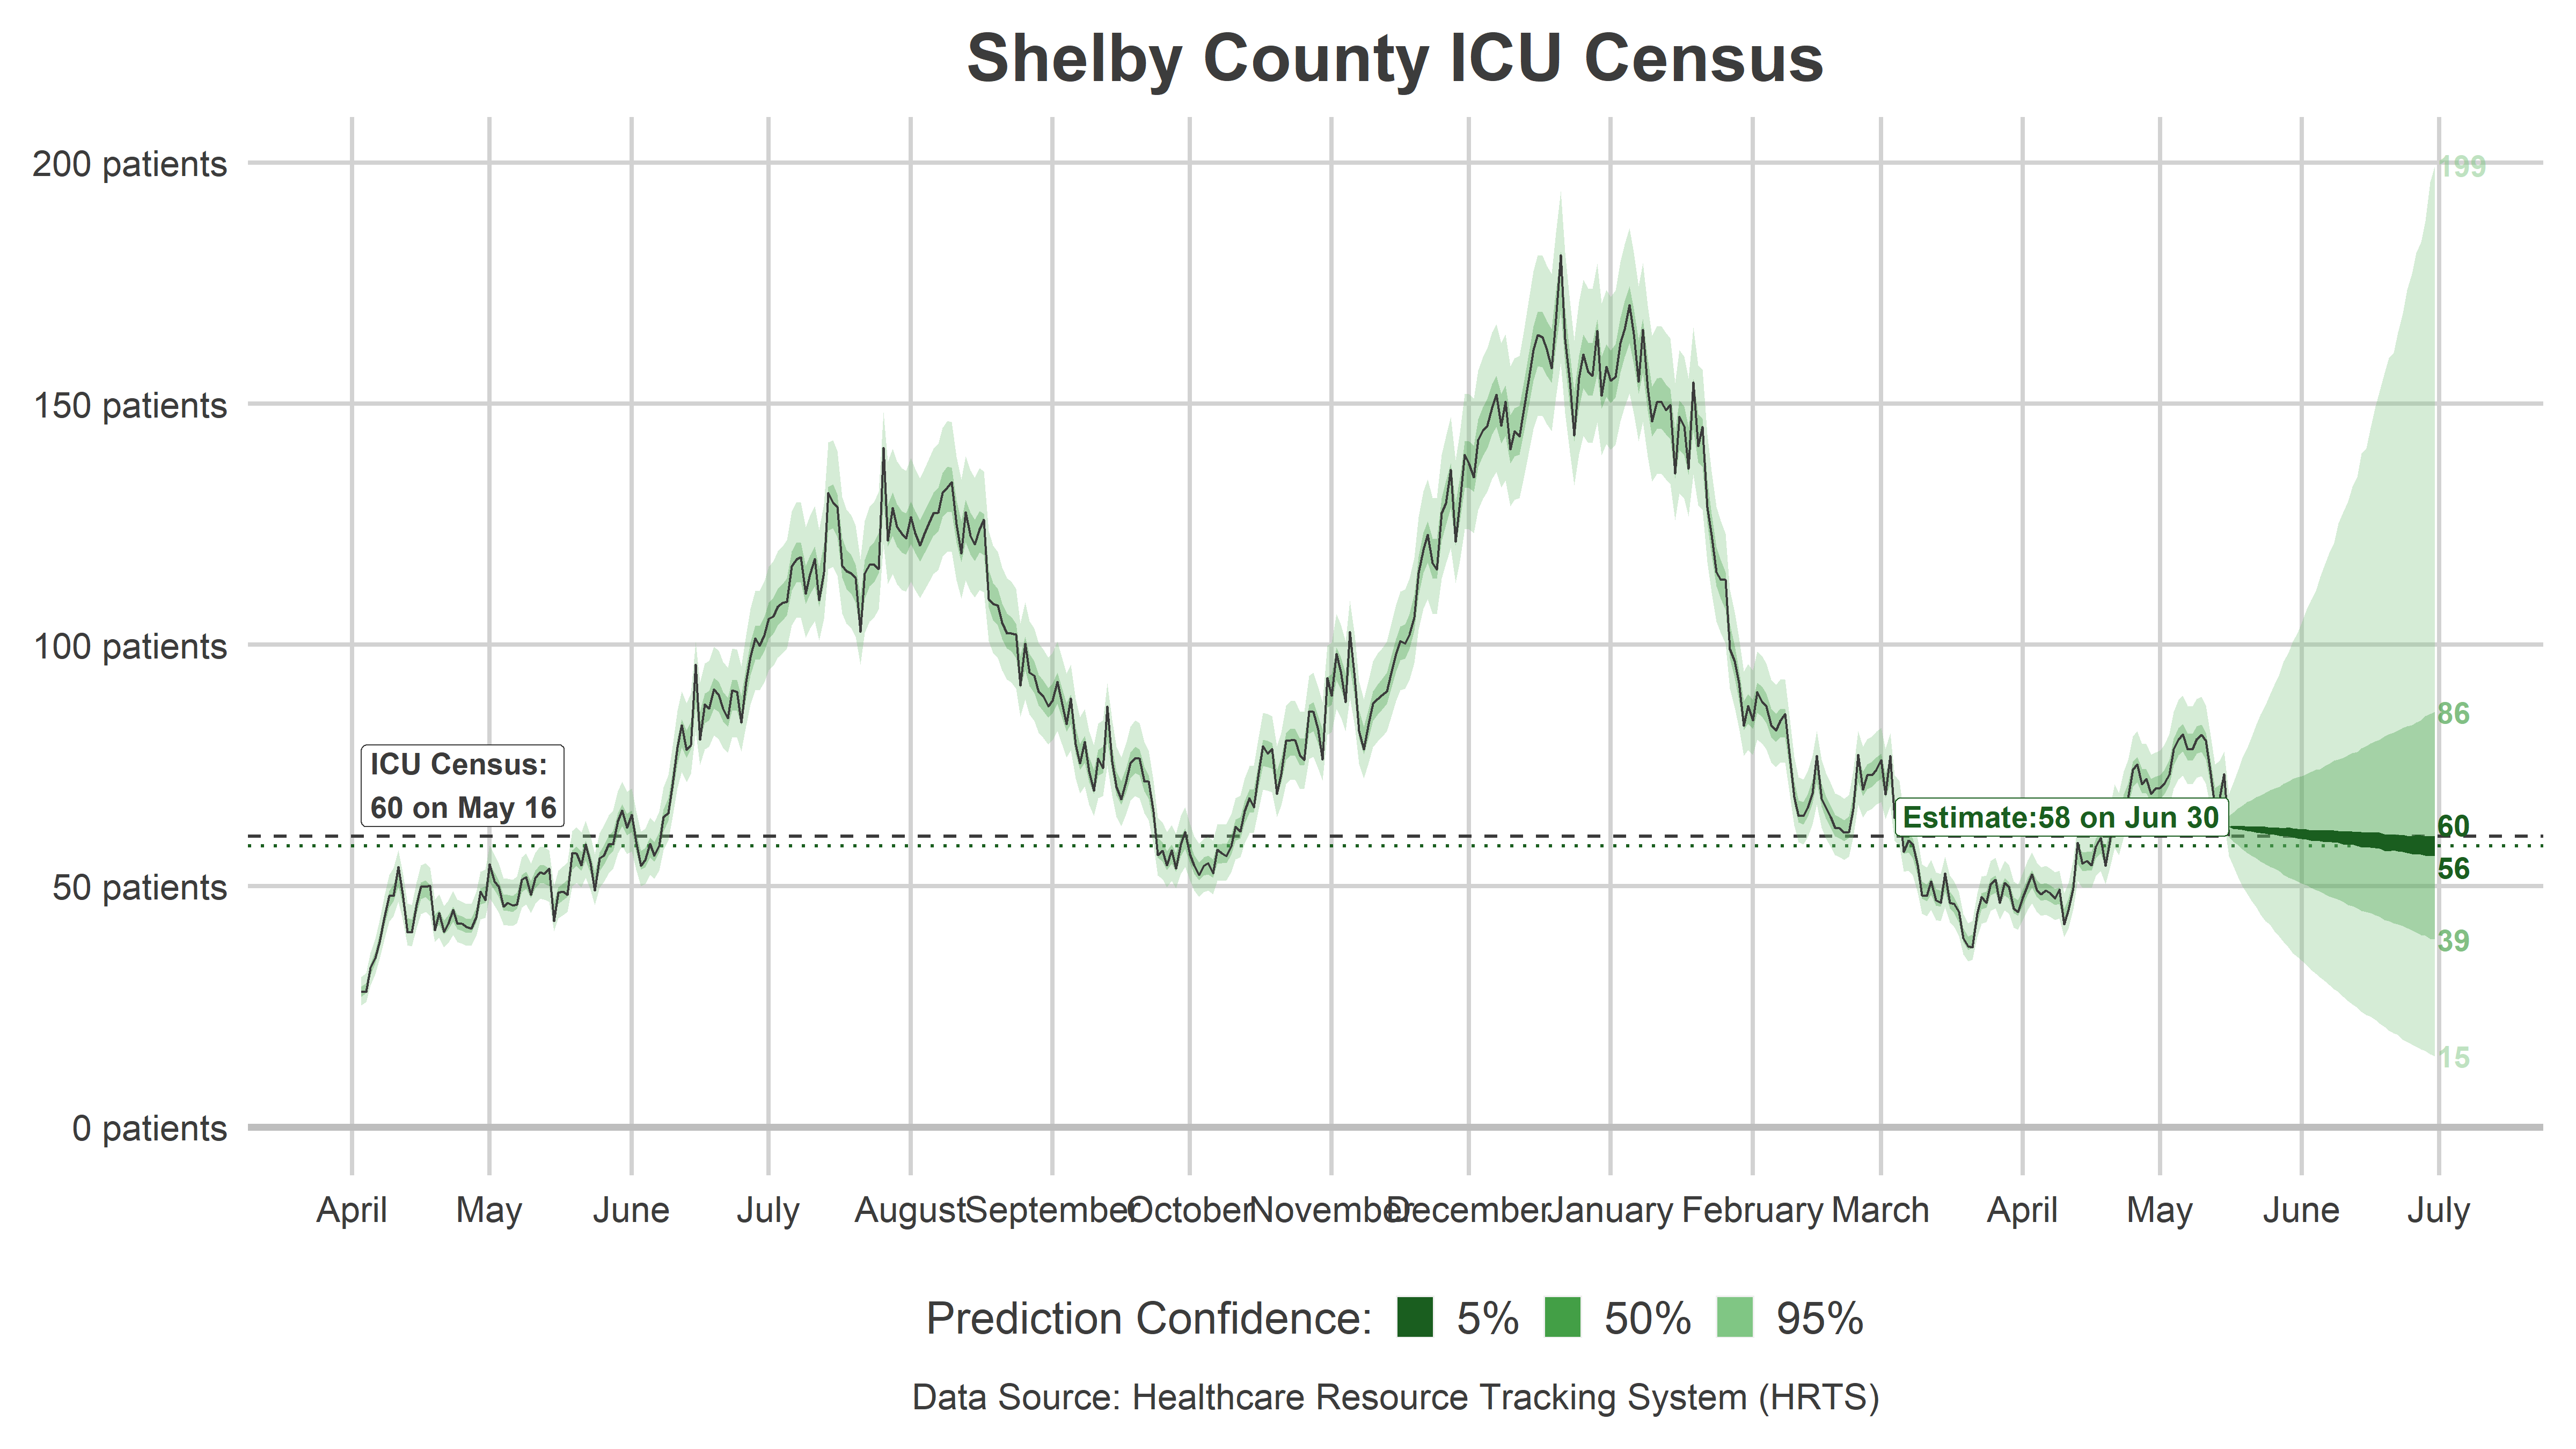 Shelby County ICU Census
200 patients
150 patients
100 patients
50 patients
0 patients
199
86
60
56
39
15
ICU Census:
60 on May 16
Estimate:58 on Jun 30
April May June July August September October November December January February March April May June July
Prediction Confidence: 5% 50% 95%
Data Source: Healthcare Resource Tracking System (HRTS)